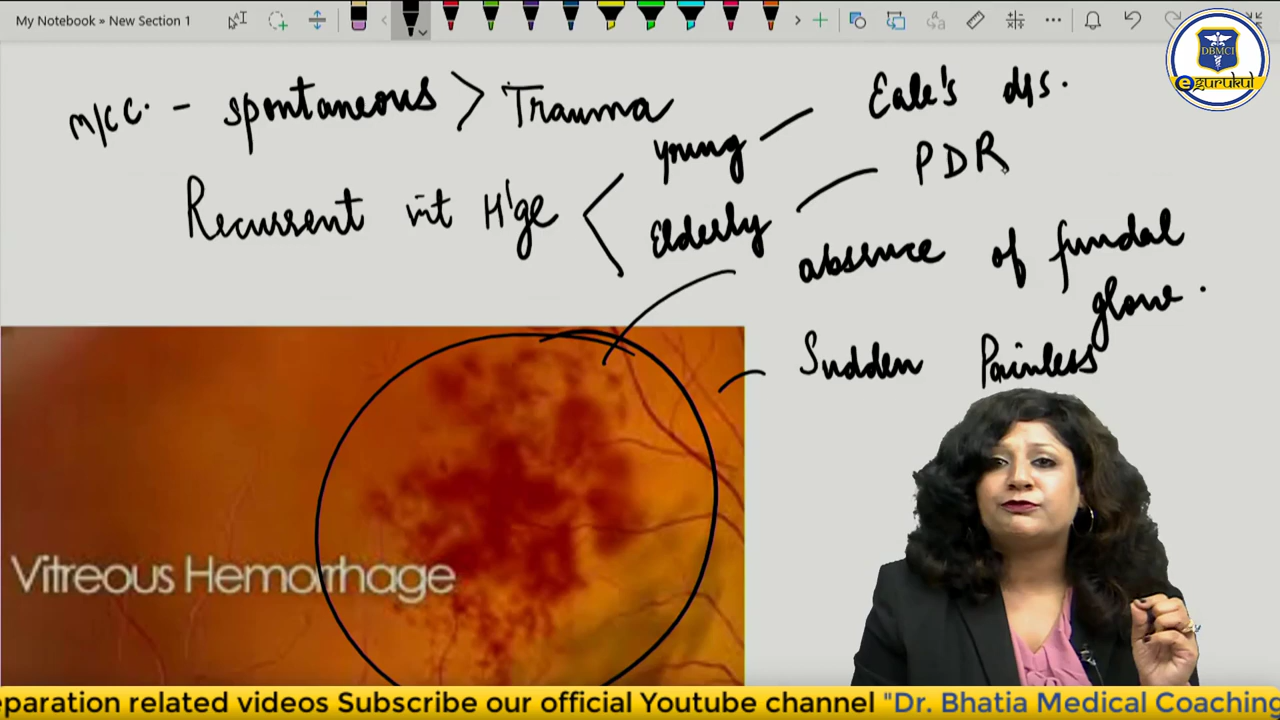 My Notebook » New Section 1
DBMCI
eGurukul
m/cc. - spontaneous > Trauma
Recurrent vit H'ge < young — Eale's dis.
Elderly — PDR
absence of fundal
glow.
Sudden Painless
Vitreous Hemorrhage
eparation related videos Subscribe our official Youtube channel "Dr. Bhatia Medical Coaching